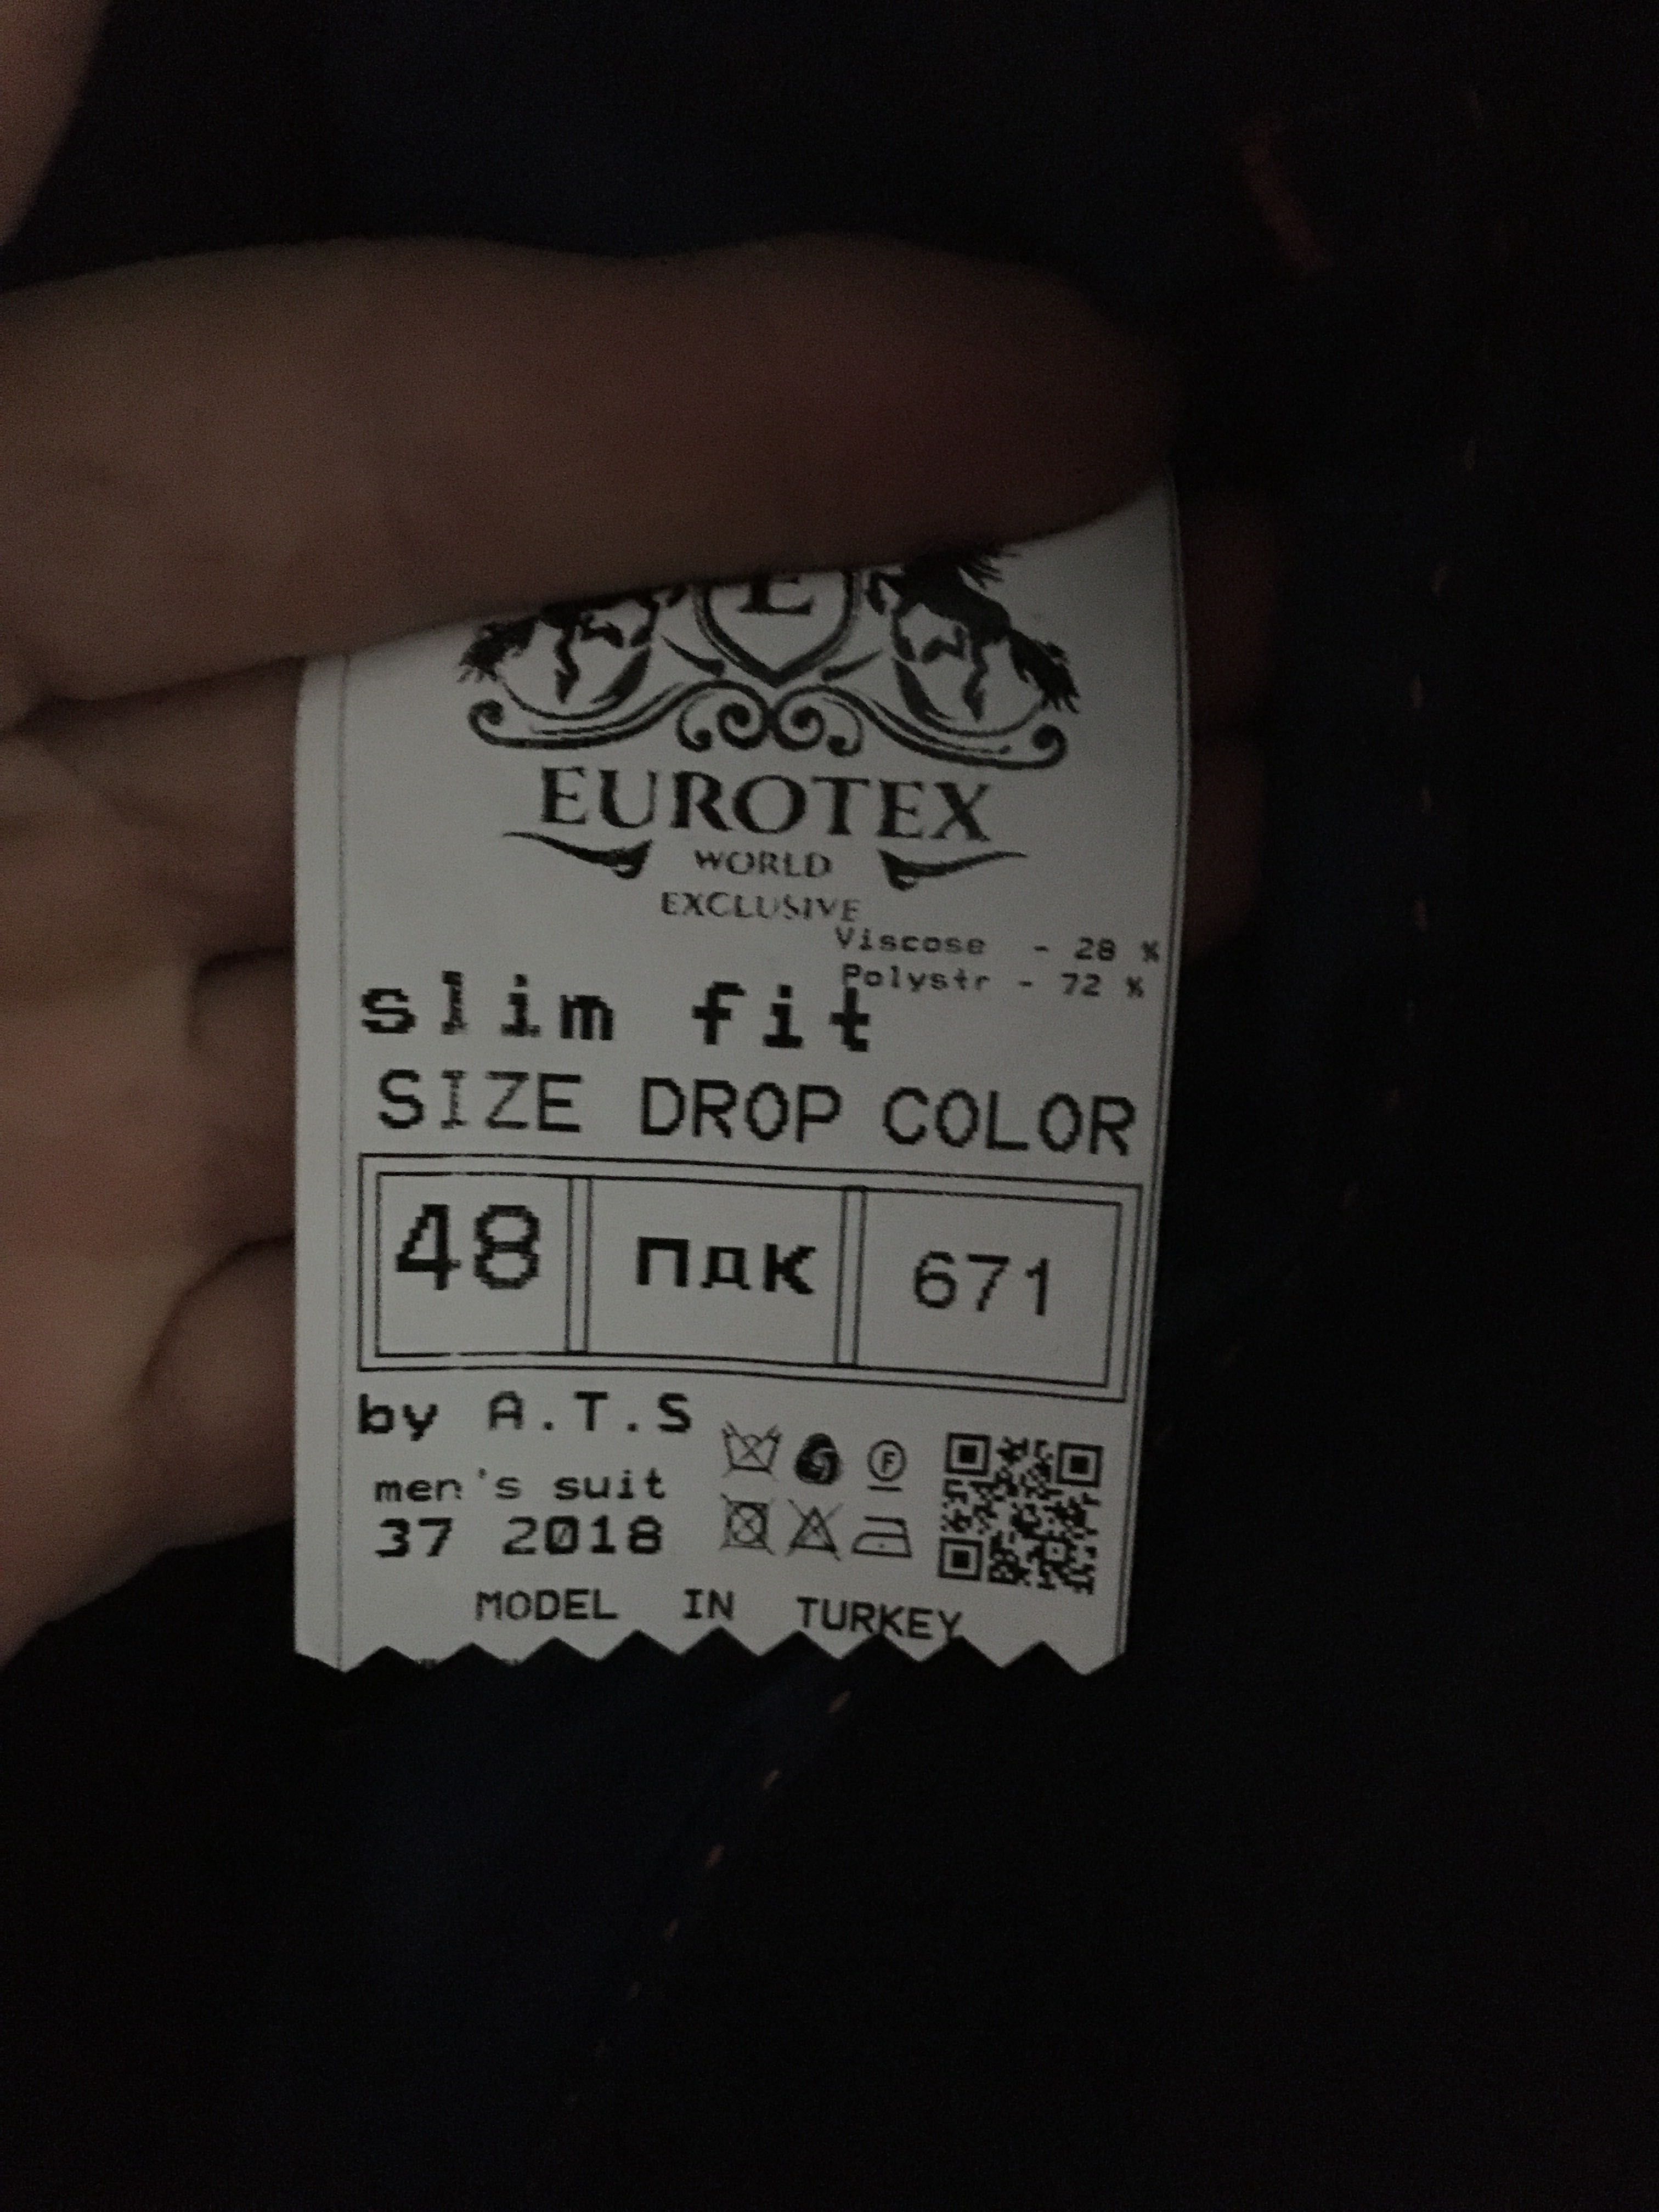 E
EUROTEX
WORLD
EXCLUSIVE
Viscose - 28 %
Polystr - 72 %
slim fit
SIZE DROP COLOR
48 пдк 671
by A.T.S
F
men's suit
37 2018
MODEL IN TURKEY